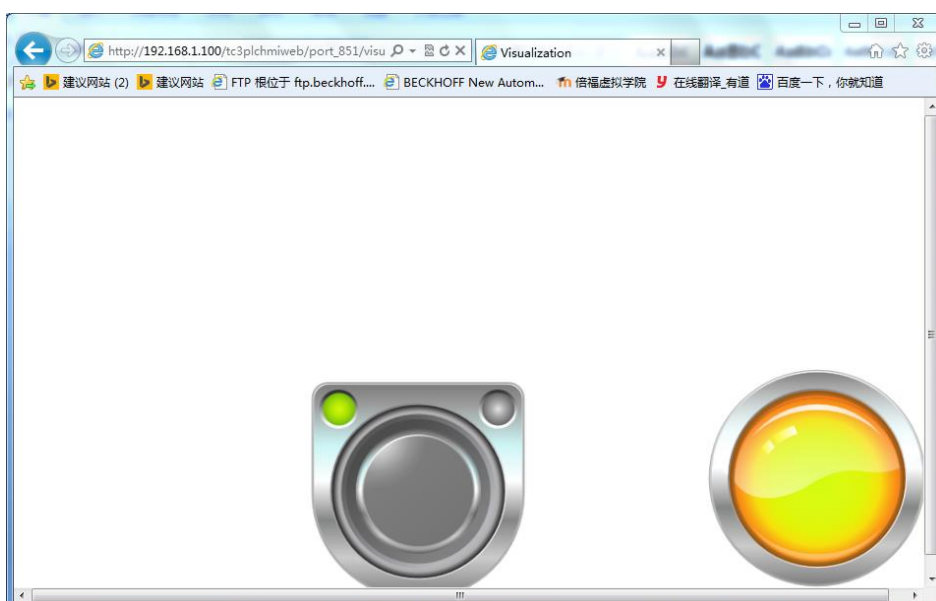 http://192.168.1.100/tc3plchmiweb/port_851/visu
Visualization
建议网站 (2)
建议网站
FTP 根位于 ftp.beckhoff....
BECKHOFF New Autom...
倍福虚拟学院
在线翻译_有道
百度一下，你就知道